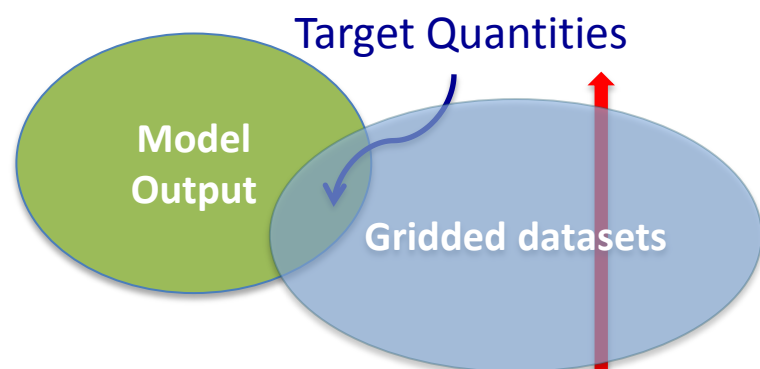 Target Quantities
Model
Output
Gridded datasets